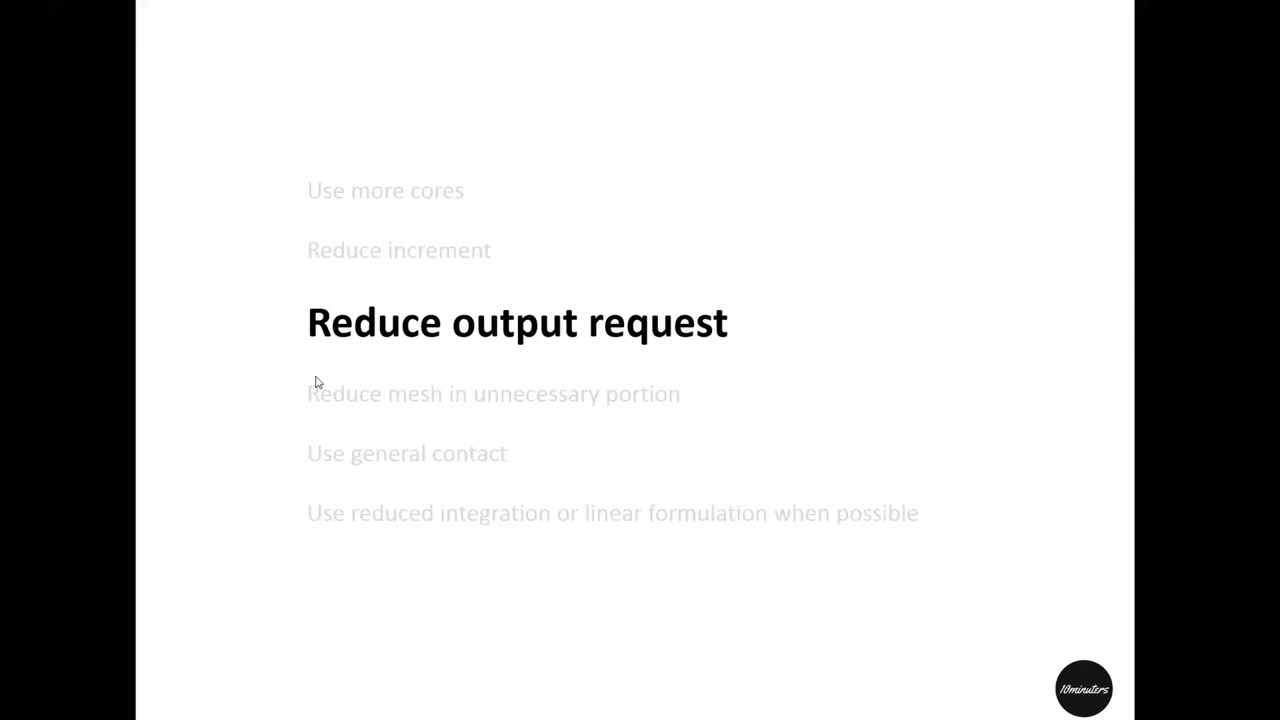 Use more cores
Reduce increment
Reduce output request
Reduce mesh in unnecessary portion
Use general contact
Use reduced integration or linear formulation when possible
10minuters